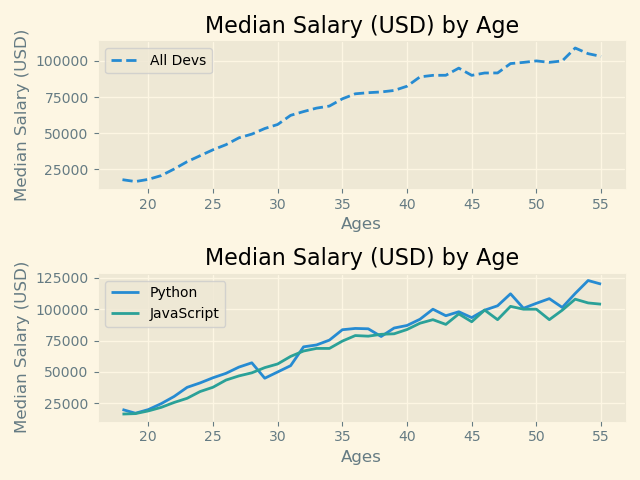 Median Salary (USD) by Age
Median Salary (USD)
All Devs
100000
75000
50000
25000
20 25 30 35 40 45 50 55
Ages
Median Salary (USD) by Age
Median Salary (USD)
Python
JavaScript
125000
100000
75000
50000
25000
20 25 30 35 40 45 50 55
Ages